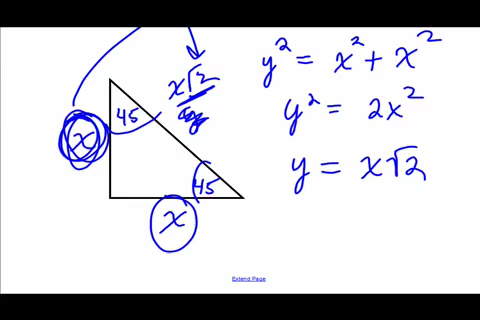 y² = x² + x²
x√2
45
y² = 2x²
x
y = x√2
45
x
Extend Page